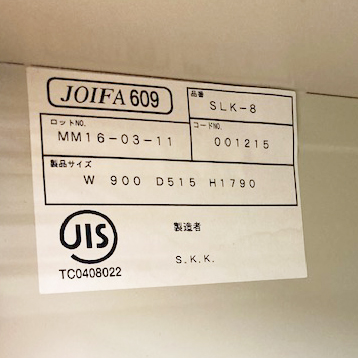 JOIFA 609
品番
SLK-8
ロットNO.
MM16-03-11
コードNO.
001215
製品サイズ
W 900 D515 H1790
JIS
TC0408022
製造者
S.K.K.